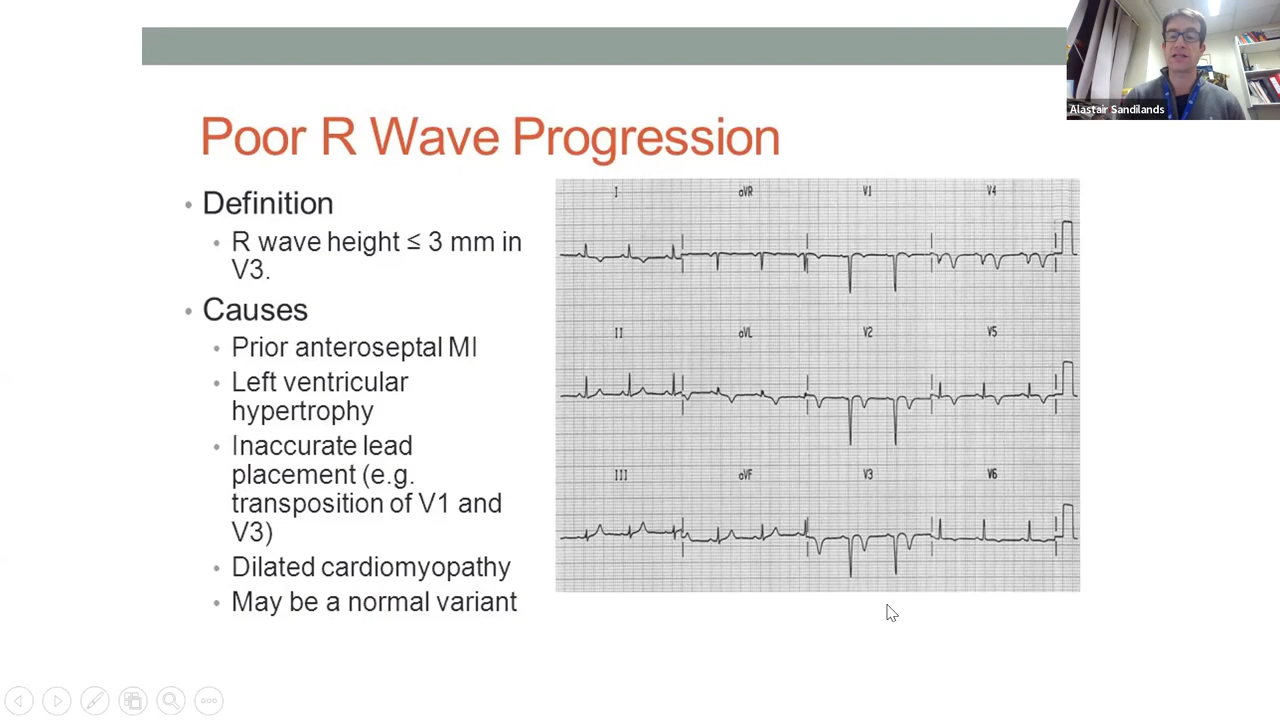 Alastair Sandilands
Poor R Wave Progression
• Definition
• R wave height ≤ 3 mm in
V3.
• Causes
• Prior anteroseptal MI
• Left ventricular
hypertrophy
• Inaccurate lead
placement (e.g.
transposition of V1 and
V3)
• Dilated cardiomyopathy
• May be a normal variant
I aVR V1 V4
II aVL V2 V5
III aVF V3 V6